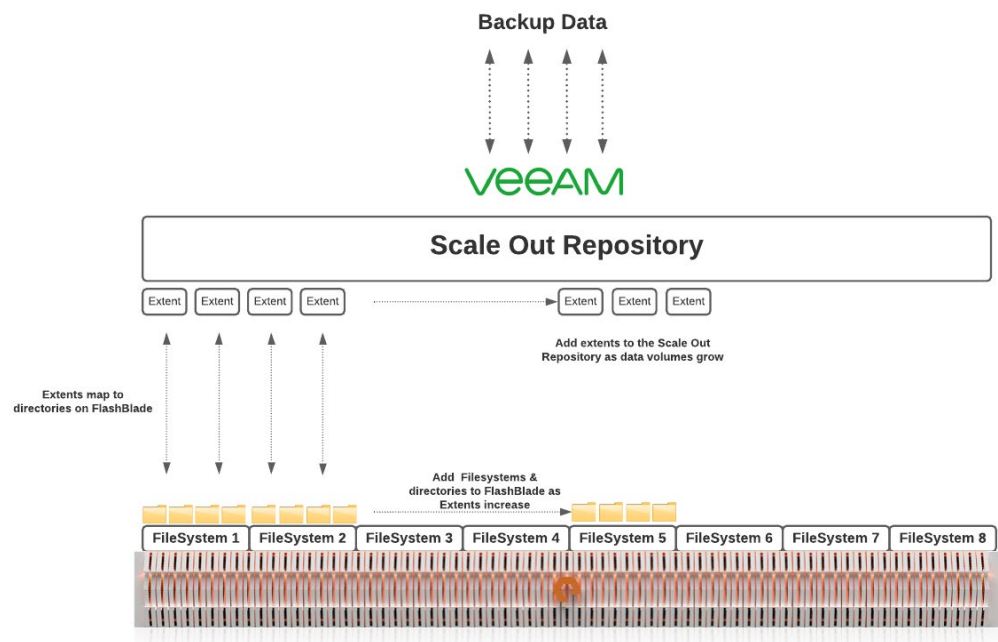 Backup Data
veeAM
Scale Out Repository
Extent Extent Extent Extent Extent Extent Extent
Add extents to the Scale Out
Repository as data volumes grow
Extents map to
directories on FlashBlade
Add Filesystems &
directories to FlashBlade as
Extents increase
FileSystem 1 FileSystem 2 FileSystem 3 FileSystem 4 FileSystem 5 FileSystem 6 FileSystem 7 FileSystem 8